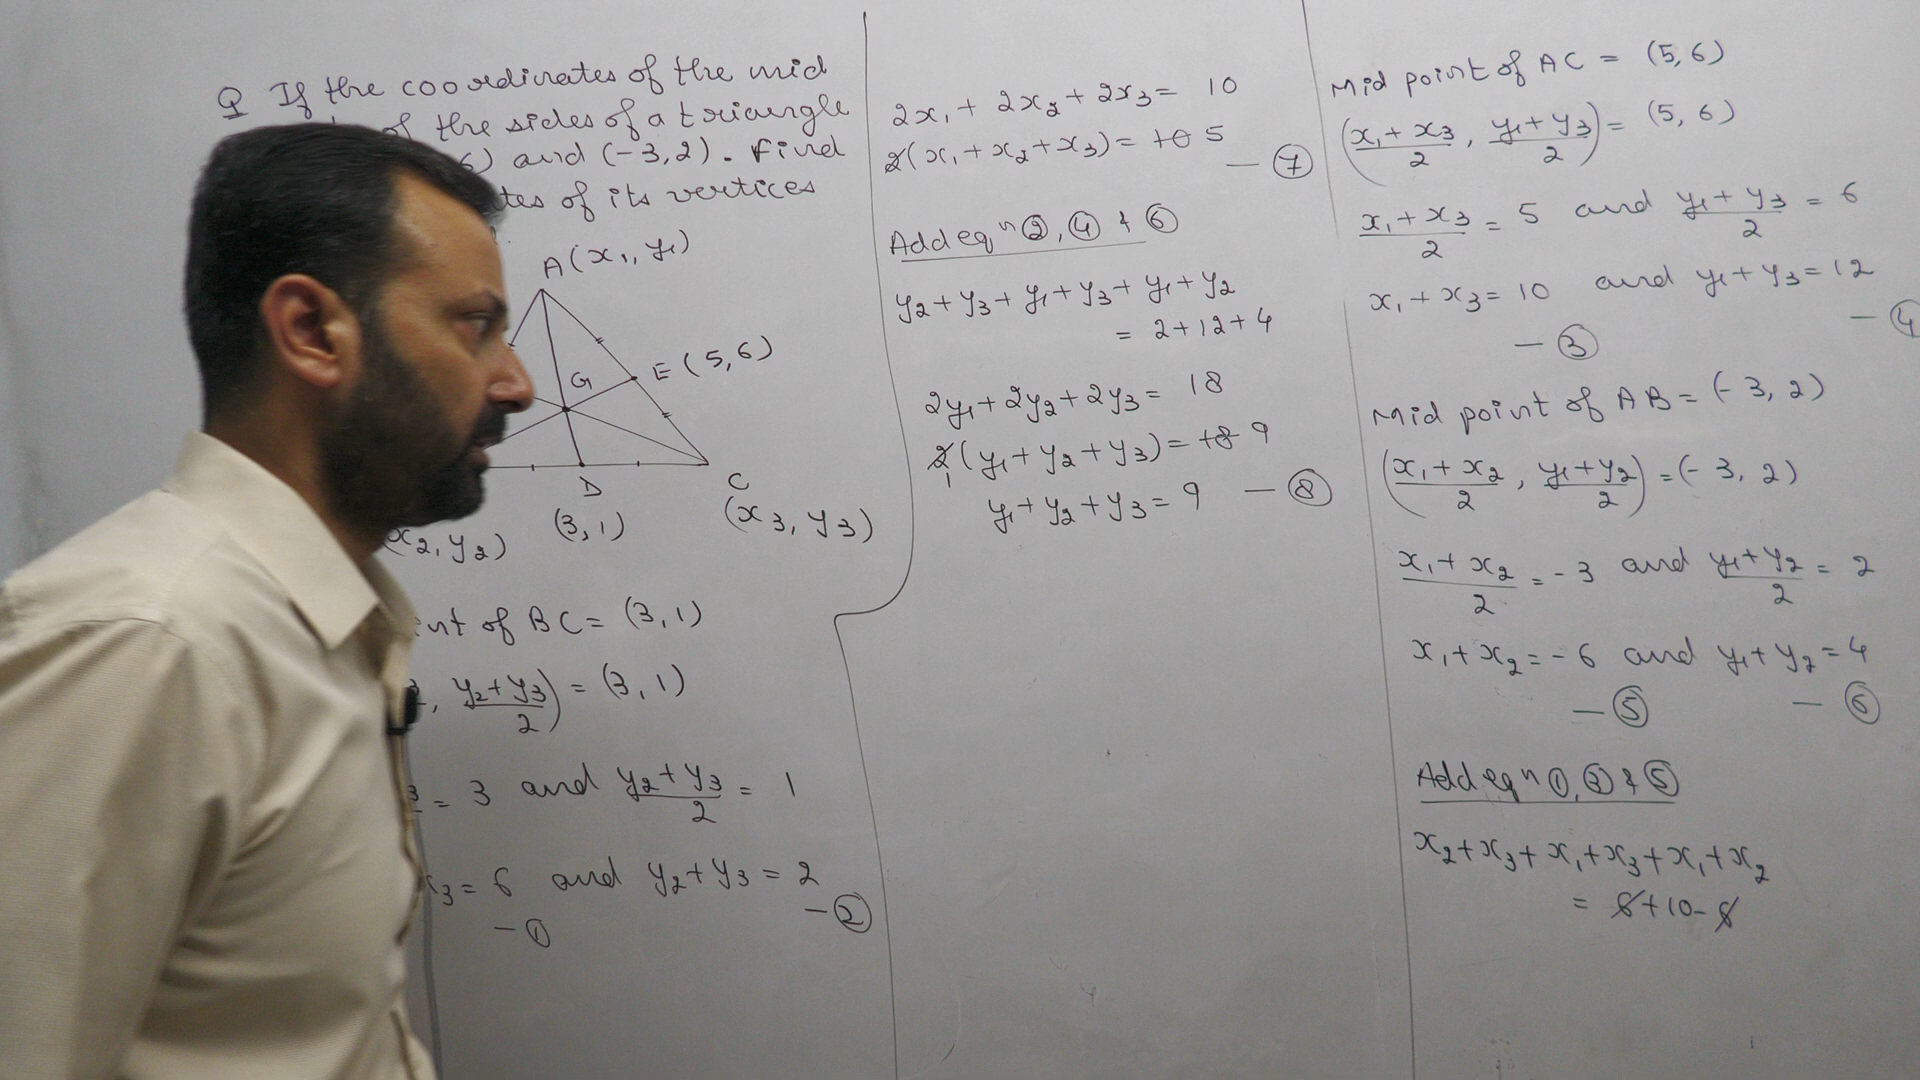 Q If the coordinates of the mid
of the sides of a triangle
6) and (-3,2). Find
tes of its vertices
A(x₁, y₁)
E(5,6)
G
D
C
(3,1)
(x₃, y₃)
x₂, y₂)
nt of BC = (3,1)
, y₂+y₃/2) = (3,1)
3 = 3 and y₂+y₃/2 = 1
x₃ = 6 and y₂+y₃ = 2
-① -②
2x₁ + 2x₂ + 2x₃ = 10
2(x₁+x₂+x₃) = 10 5
-⑦
Add eqⁿ ②, ④ & ⑥
y₂+y₃+y₁+y₃+y₁+y₂
= 2+12+4
2y₁+2y₂+2y₃ = 18
2(y₁+y₂+y₃) = 18 9
1
y₁+y₂+y₃ = 9 -⑧
Mid point of AC = (5,6)
(x₁+x₃/2, y₁+y₃/2) = (5,6)
x₁+x₃/2 = 5 and y₁+y₃/2 = 6
x₁+x₃ = 10 and y₁+y₃ = 12
-③ -④
Mid point of AB = (-3,2)
(x₁+x₂/2, y₁+y₂/2) = (-3,2)
x₁+x₂/2 = -3 and y₁+y₂/2 = 2
x₁+x₂ = -6 and y₁+y₂ = 4
-⑤ -⑥
Add eqⁿ ①, ③ & ⑤
x₂+x₃+x₁+x₃+x₁+x₂
= 6+10-6